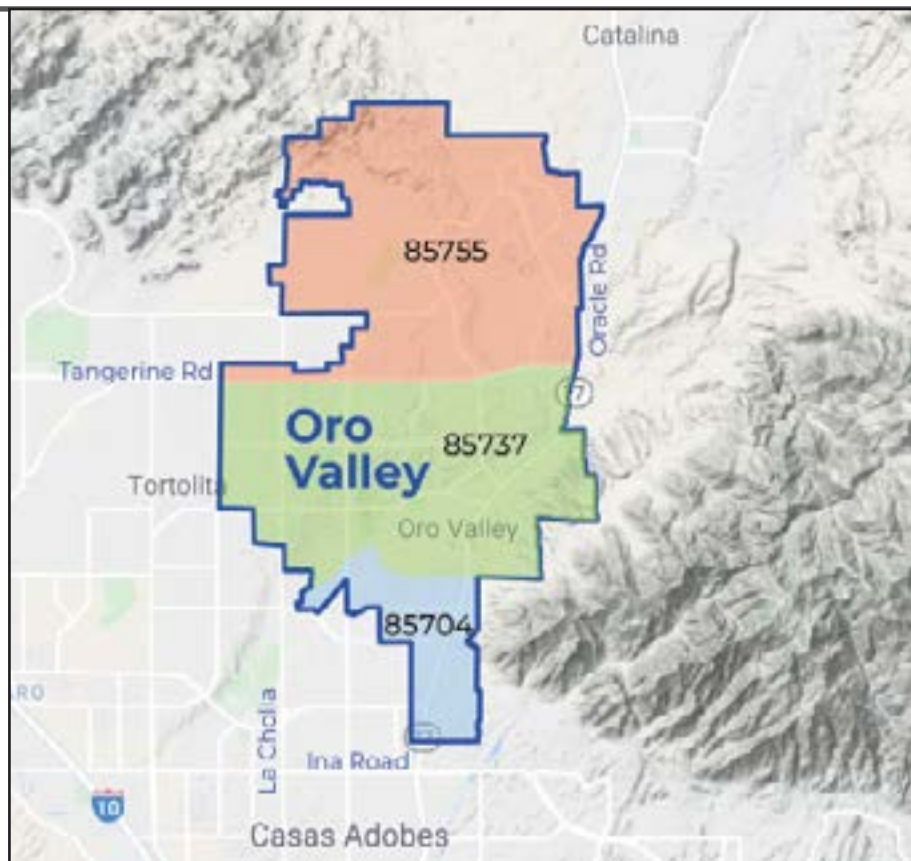 Catalina
85755
Oracle Rd
Tangerine Rd
Oro
Valley
85737
Tortolita
Oro Valley
85704
La Cholla
Ina Road
10
Casas Adobes